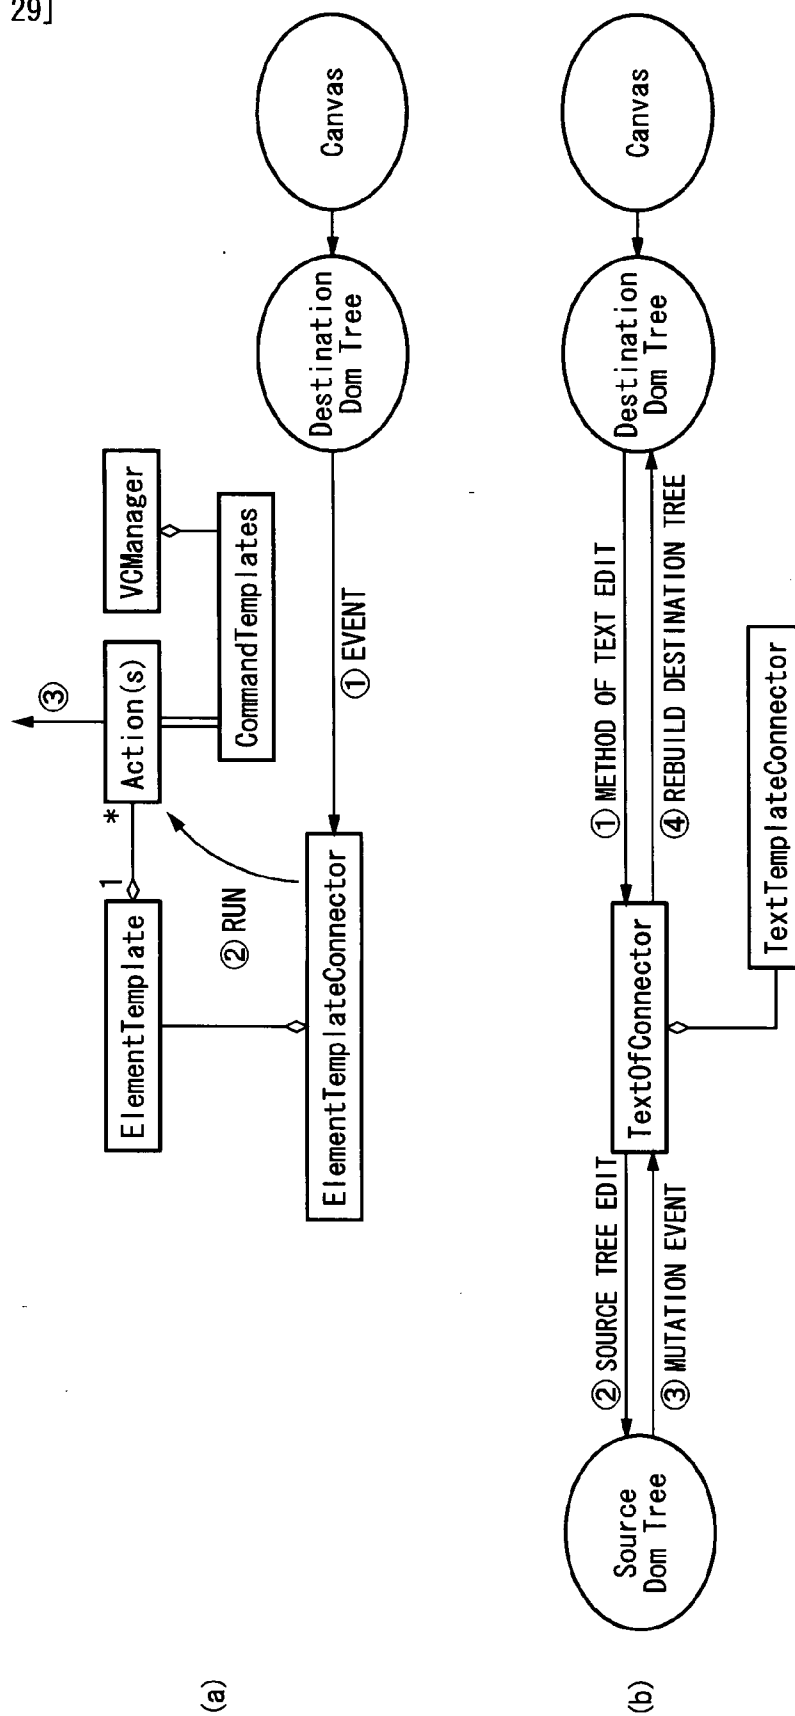 29]
(a)
ElementTemplate
1
*
Action(s)
③
VCManager
CommandTemplates
② RUN
ElementTemplateConnector
① EVENT
Destination
Dom Tree
Canvas
(b)
Source
Dom Tree
② SOURCE TREE EDIT
③ MUTATION EVENT
TextOfConnector
① METHOD OF TEXT EDIT
④ REBUILD DESTINATION TREE
TextTemplateConnector
Destination
Dom Tree
Canvas